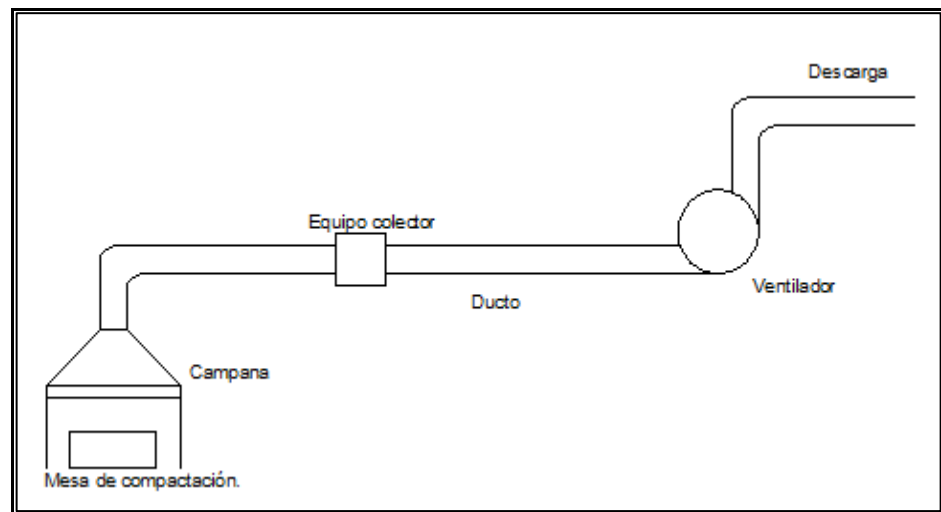 Descarga
Equipo colector
Ventilador
Ducto
Campana
Mesa de compactación.